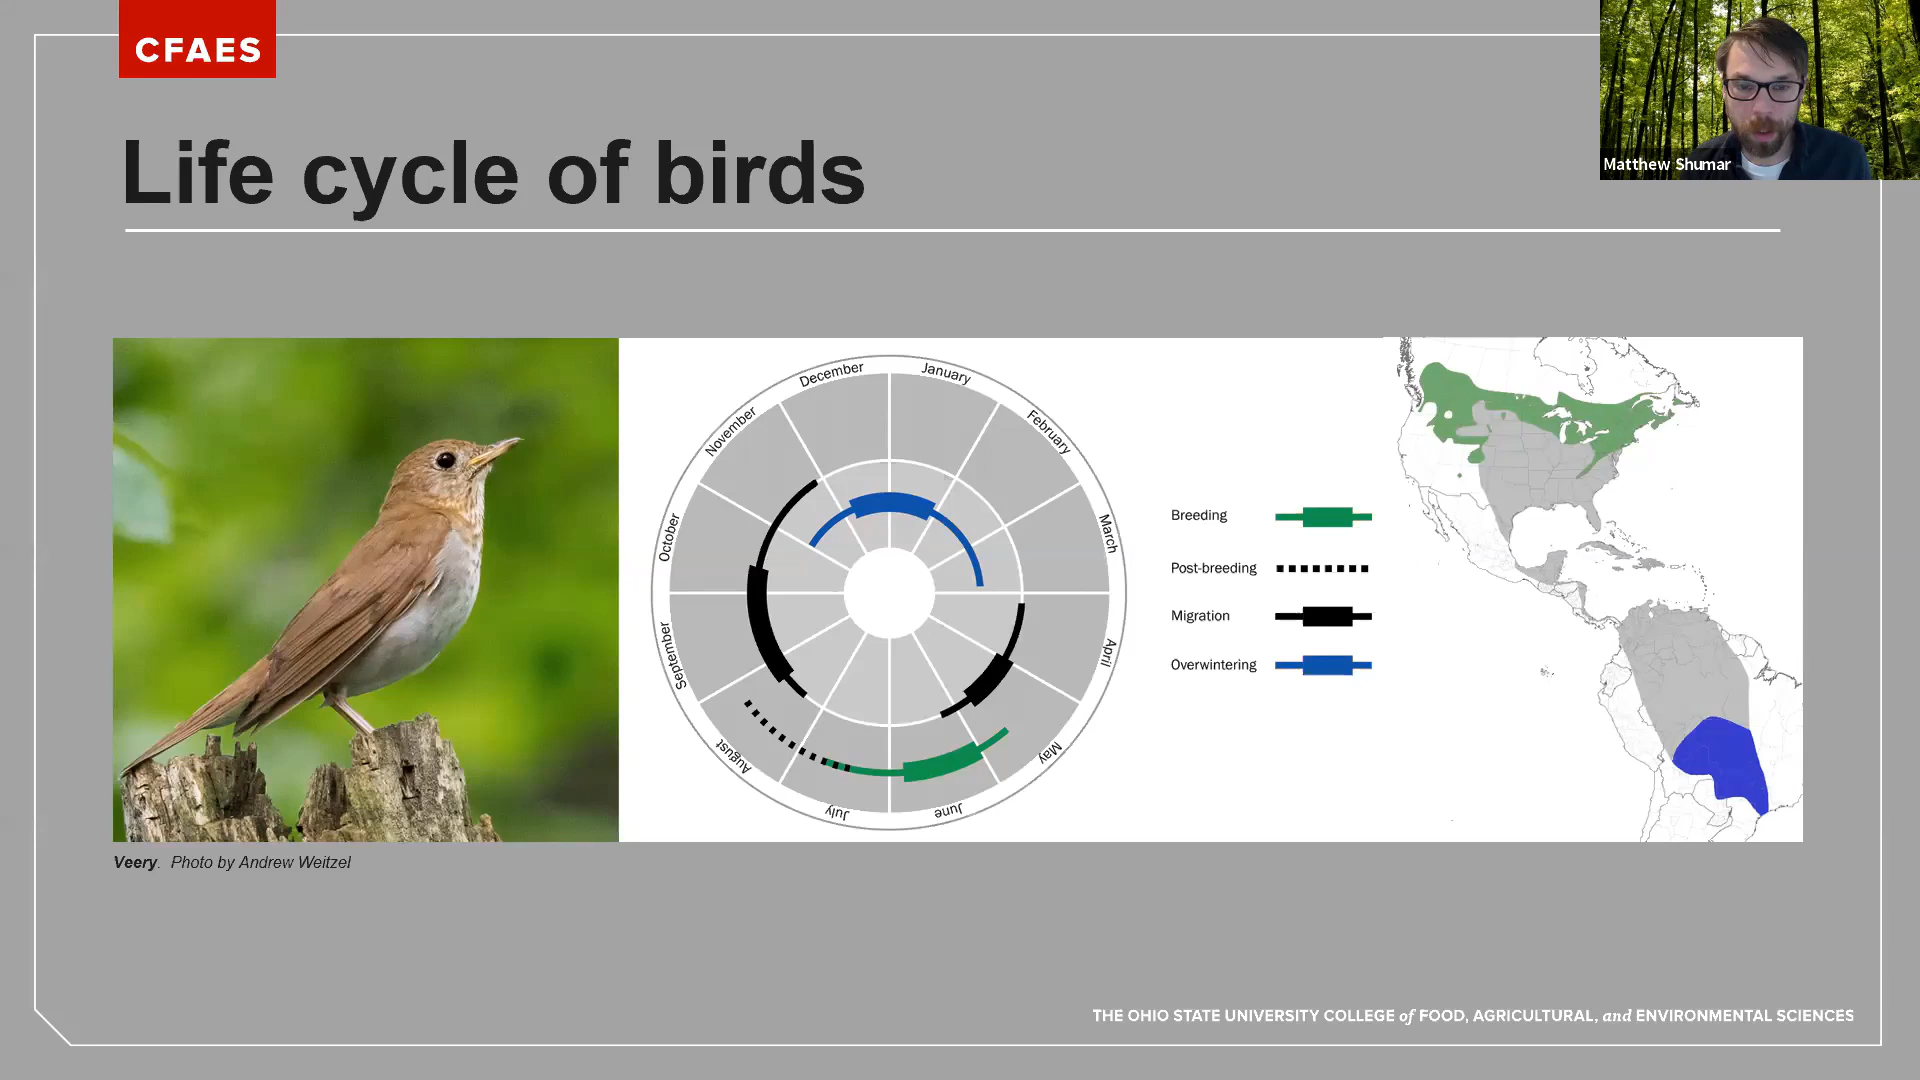 CFAES
Matthew Shumar
Life cycle of birds
January
February
March
April
May
June
July
August
September
October
November
December
Breeding
Post-breeding
Migration
Overwintering
Veery. Photo by Andrew Weitzel
THE OHIO STATE UNIVERSITY COLLEGE of FOOD, AGRICULTURAL, and ENVIRONMENTAL SCIENCES